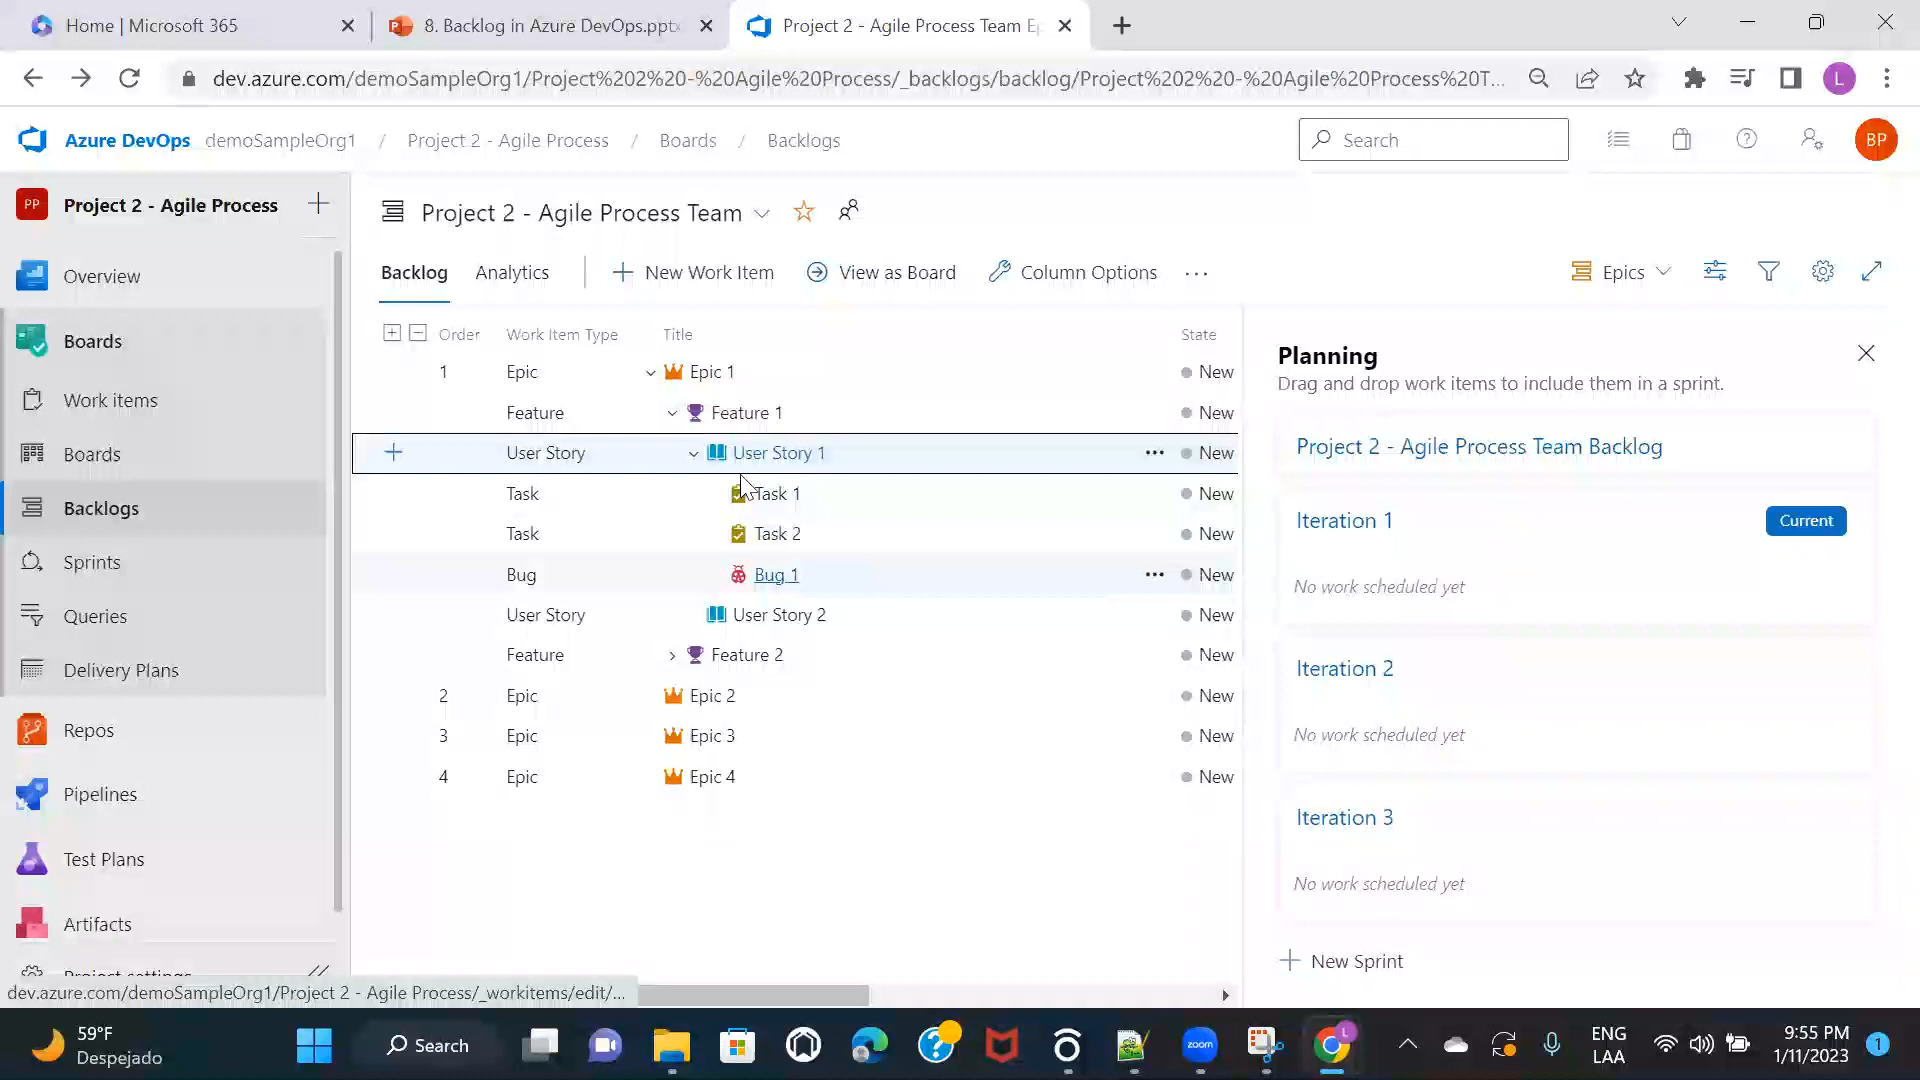 Home | Microsoft 365
8. Backlog in Azure DevOps.pptx
Project 2 - Agile Process Team Ep
dev.azure.com/demoSampleOrg1/Project%202%20-%20Agile%20Process/_backlogs/backlog/Project%202%20-%20Agile%20Process%20T...
L
Azure DevOps demoSampleOrg1 / Project 2 - Agile Process / Boards / Backlogs
Search
BP
PP Project 2 - Agile Process
Overview
Boards
Work items
Boards
Backlogs
Sprints
Queries
Delivery Plans
Repos
Pipelines
Test Plans
Artifacts
Project settings
Project 2 - Agile Process Team
Backlog Analytics New Work Item View as Board Column Options ...
Epics
Order Work Item Type Title State
1 Epic Epic 1 New
Feature Feature 1 New
User Story User Story 1 ... New
Task Task 1 New
Task Task 2 New
Bug Bug 1 ... New
User Story User Story 2 New
Feature Feature 2 New
2 Epic Epic 2 New
3 Epic Epic 3 New
4 Epic Epic 4 New
Planning
Drag and drop work items to include them in a sprint.
Project 2 - Agile Process Team Backlog
Iteration 1 Current
No work scheduled yet
Iteration 2
No work scheduled yet
Iteration 3
No work scheduled yet
New Sprint
dev.azure.com/demoSampleOrg1/Project 2 - Agile Process/_workitems/edit/...
59°F
Despejado
Search
zoom
L
ENG
LAA
9:55 PM
1/11/2023
1